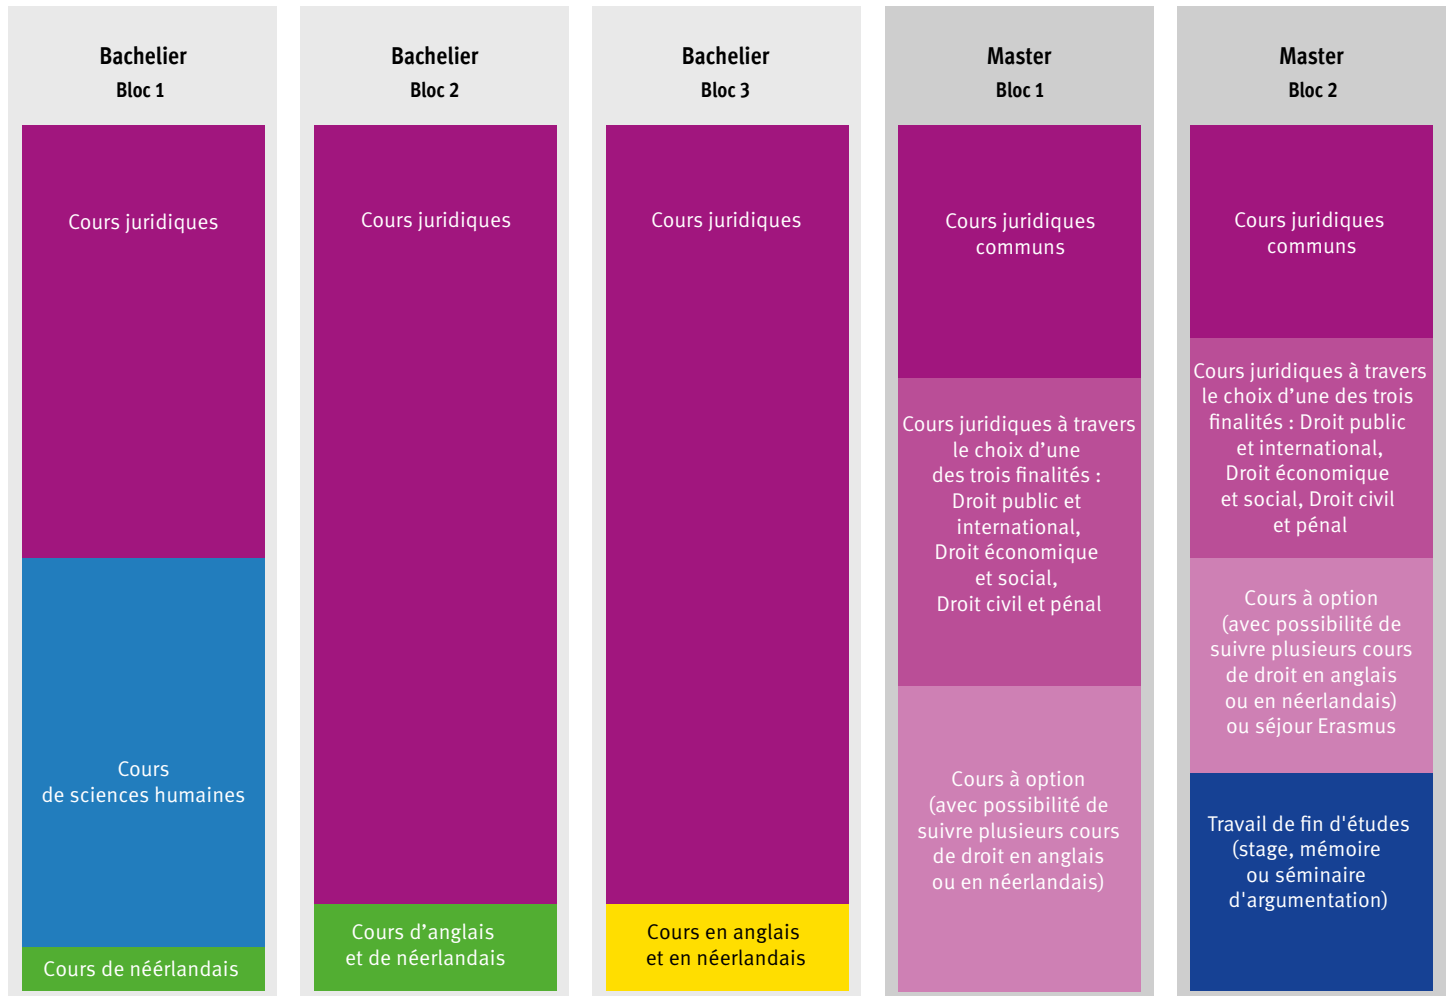 Bachelier
Bloc 1
Cours juridiques
Cours
de sciences humaines
Cours de néérlandais
Bachelier
Bloc 2
Cours juridiques
Cours d’anglais
et de néerlandais
Bachelier
Bloc 3
Cours juridiques
Cours en anglais
et en néerlandais
Master
Bloc 1
Cours juridiques
communs
Cours juridiques à travers
le choix d’une
des trois finalités :
Droit public et
international,
Droit économique
et social,
Droit civil et pénal
Cours à option
(avec possibilité de
suivre plusieurs cours
de droit en anglais
ou en néerlandais)
Master
Bloc 2
Cours juridiques
communs
Cours juridiques à travers
le choix d’une des trois
finalités : Droit public
et international,
Droit économique
et social, Droit civil
et pénal
Cours à option
(avec possibilité de
suivre plusieurs cours
de droit en anglais
ou en néerlandais)
ou séjour Erasmus
Travail de fin d'études
(stage, mémoire
ou séminaire
d'argumentation)